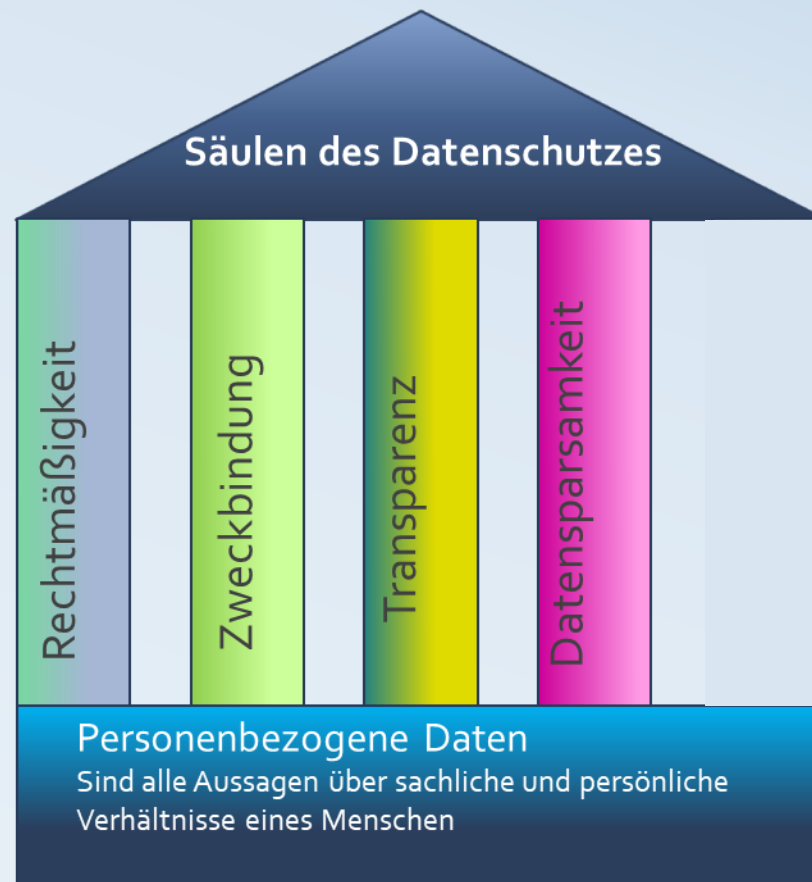 Säulen des Datenschutzes
Rechtmäßigkeit
Zweckbindung
Transparenz
Datensparsamkeit
Personenbezogene Daten
Sind alle Aussagen über sachliche und persönliche
Verhältnisse eines Menschen